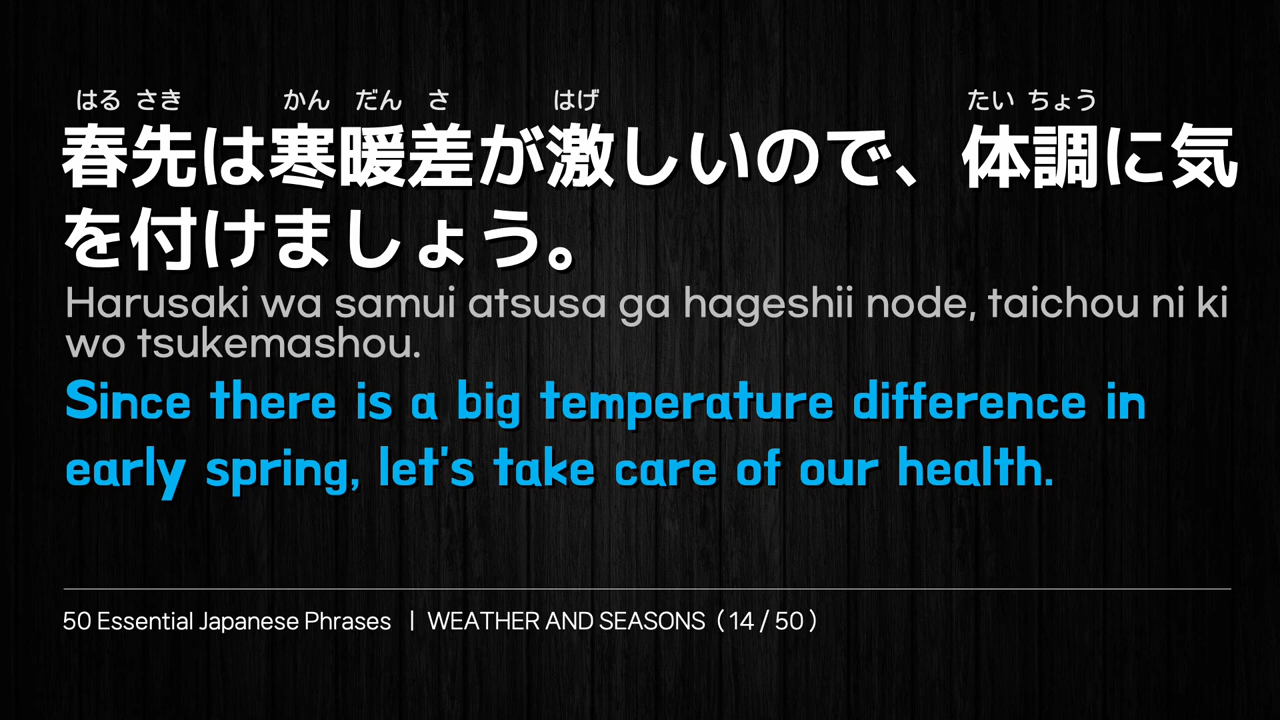 はる さき かん だん さ はげ たい ちょう
春先は寒暖差が激しいので、体調に気
を付けましょう。
Harusaki wa samui atsusa ga hageshii node, taichou ni ki
wo tsukemashou.
Since there is a big temperature difference in
early spring, let's take care of our health.
50 Essential Japanese Phrases | WEATHER AND SEASONS ( 14 / 50 )